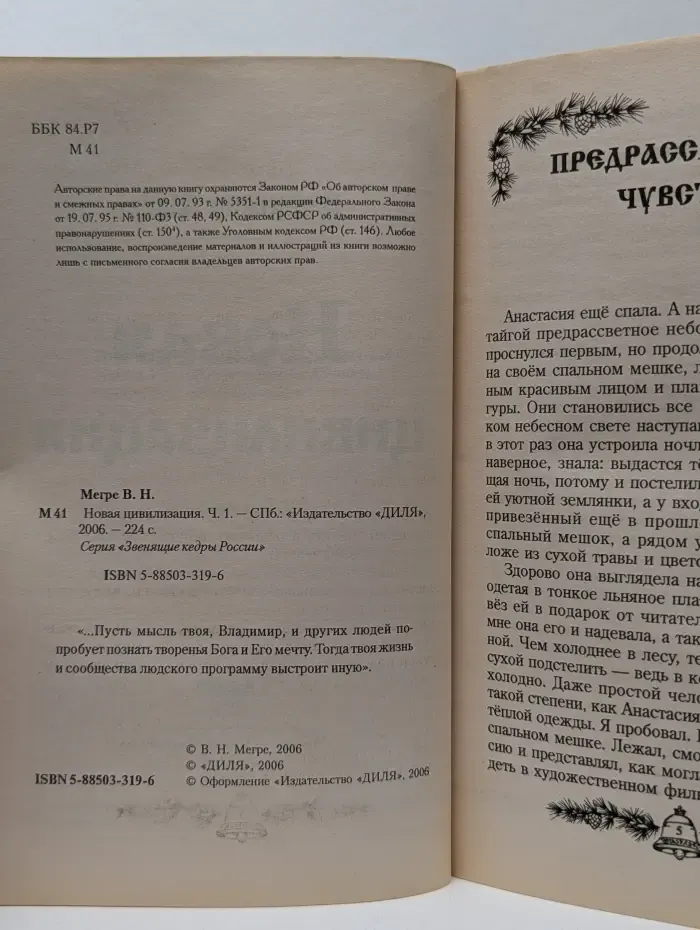 ББК 84.Р7
М 41
Авторские права на данную книгу охраняются Законом РФ «Об авторском праве
и смежных правах» от 09. 07. 93 г. № 5351-1 в редакции Федерального Закона
от 19. 07. 95 г. № 110-ФЗ (ст. 48, 49), Кодексом РСФСР об административных
правонарушениях (ст. 150⁴), а также Уголовным кодексом РФ (ст. 146). Любое
использование, воспроизведение материалов и иллюстраций из книги возможно
лишь с письменного согласия владельцев авторских прав.
Мегре В. Н.
М 41 Новая цивилизация. Ч. 1. — СПб.: «Издательство «ДИЛЯ»,
2006. — 224 с.
Серия «Звенящие кедры России»
ISBN 5-88503-319-6
«...Пусть мысль твоя, Владимир, и других людей по-
пробует познать творенья Бога и Его мечту. Тогда твоя жизнь
и сообщества людского программу выстроит иную».
© В. Н. Мегре, 2006
© «ДИЛЯ», 2006
ISBN 5-88503-319-6 © Оформление «Издательство «ДИЛЯ», 2006
ПРЕДРАСС
ЧУВСТ
Анастасия ещё спала. А на
тайгой предрассветное небо
проснулся первым, но продо
на своём спальном мешке, л
ным красивым лицом и пла
гуры. Они становились все
ком небесном свете наступа
в этот раз она устроила ночл
наверное, знала: выдастся тё
щая ночь, потому и постелил
ей уютной землянки, а у вхо
привезённый ещё в прошл
спальный мешок, а рядом у
ложе из сухой травы и цвето
Здорово она выглядела на
одетая в тонкое льняное пла
вёз ей в подарок от читател
мне она его и надевала, а так
ной. Чем холоднее в лесу, те
сухой подстелить — ведь в к
холодно. Даже простой чело
такой степени, как Анастасия
тёплой одежды. Я пробовал.
спальном мешке. Лежал, смо
сию и представлял, как могл
деть в художественном фил
5